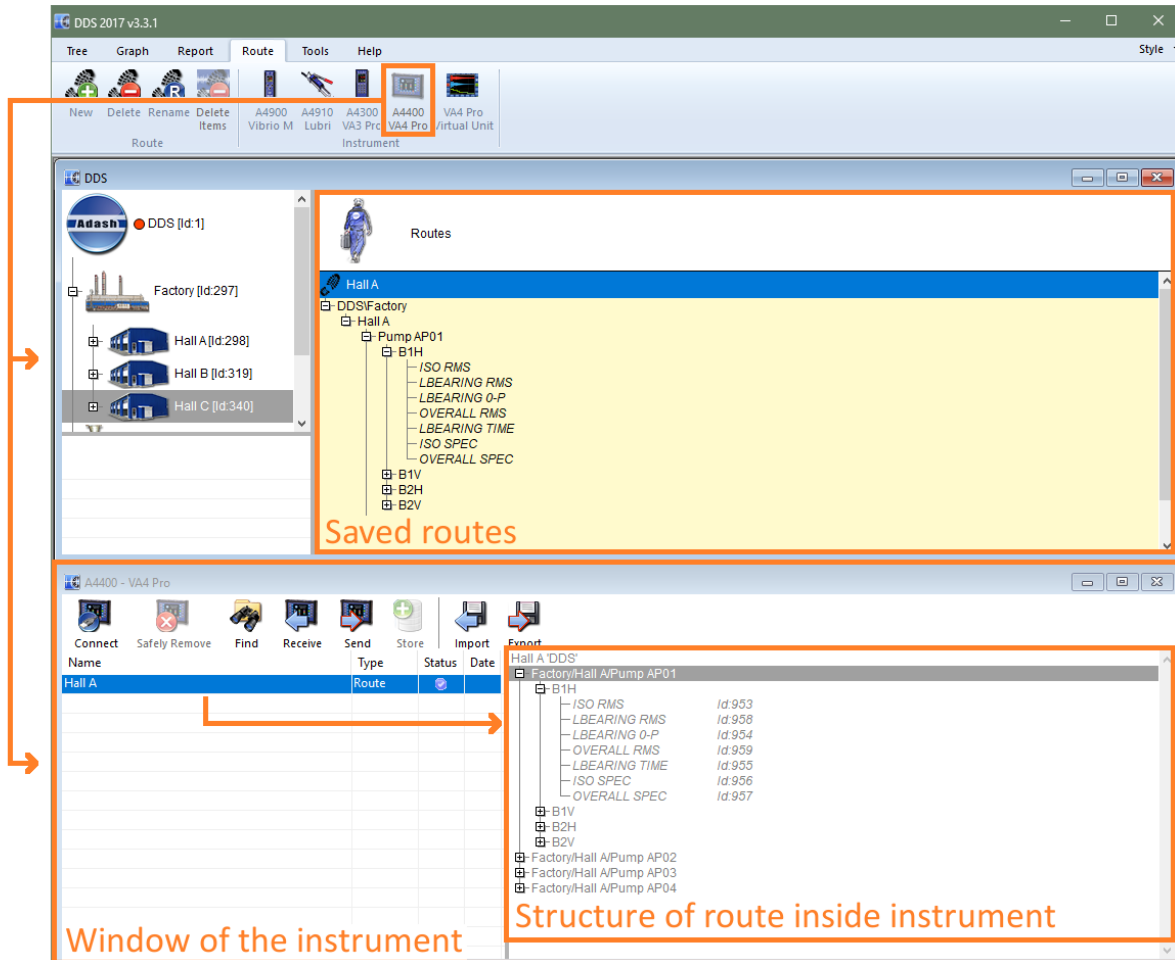 DDS 2017 v3.3.1
Tree Graph Report Route Tools Help Style
New Delete Rename Delete Items
A4900 Vibrio M
A4910 Lubri
A4300 VA3 Pro
A4400 VA4 Pro
VA4 Pro Virtual Unit
Route Instrument
DDS
Adash DDS [Id:1]
Factory [Id:297]
Hall A [Id:298]
Hall B [Id:319]
Hall C [Id:340]
Routes
Hall A
DDS\Factory
Hall A
Pump AP01
B1H
ISO RMS
LBEARING RMS
LBEARING 0-P
OVERALL RMS
LBEARING TIME
ISO SPEC
OVERALL SPEC
B1V
B2H
B2V
Saved routes
A4400 - VA4 Pro
Connect Safely Remove Find Receive Send Store Import Export
Name Type Status Date
Hall A Route
Hall A 'DDS'
Factory/Hall A/Pump AP01
B1H
ISO RMS Id:953
LBEARING RMS Id:958
LBEARING 0-P Id:954
OVERALL RMS Id:959
LBEARING TIME Id:955
ISO SPEC Id:956
OVERALL SPEC Id:957
B1V
B2H
B2V
Factory/Hall A/Pump AP02
Factory/Hall A/Pump AP03
Factory/Hall A/Pump AP04
Structure of route inside instrument
Window of the instrument